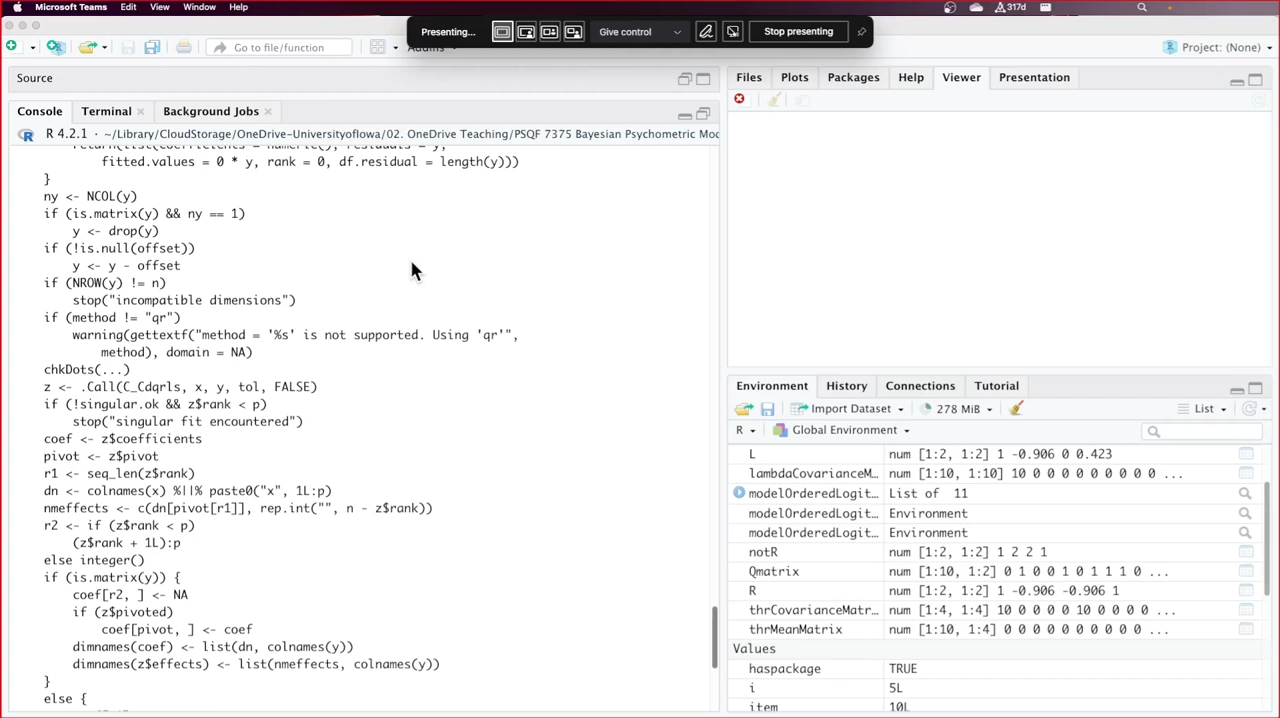 Microsoft Teams Edit View Window Help 317d
Presenting... Give control Stop presenting
Go to file/function Addins Project: (None)
Source
Console Terminal Background Jobs
R 4.2.1 · ~/Library/CloudStorage/OneDrive-UniversityofIowa/02. OneDrive Teaching/PSQF 7375 Bayesian Psychometric Mod
return(list(coefficients = numeric(), residuals = y,
fitted.values = 0 * y, rank = 0, df.residual = length(y)))
}
ny <- NCOL(y)
if (is.matrix(y) && ny == 1)
y <- drop(y)
if (!is.null(offset))
y <- y - offset
if (NROW(y) != n)
stop("incompatible dimensions")
if (method != "qr")
warning(gettextf("method = '%s' is not supported. Using 'qr'",
method), domain = NA)
chkDots(...)
z <- .Call(C_Cdqrls, x, y, tol, FALSE)
if (!singular.ok && z$rank < p)
stop("singular fit encountered")
coef <- z$coefficients
pivot <- z$pivot
r1 <- seq_len(z$rank)
dn <- colnames(x) %||% paste0("x", 1L:p)
nmeffects <- c(dn[pivot[r1]], rep.int("", n - z$rank))
r2 <- if (z$rank < p)
(z$rank + 1L):p
else integer()
if (is.matrix(y)) {
coef[r2, ] <- NA
if (z$pivoted)
coef[pivot, ] <- coef
dimnames(coef) <- list(dn, colnames(y))
dimnames(z$effects) <- list(nmeffects, colnames(y))
}
else {
Files Plots Packages Help Viewer Presentation
Environment History Connections Tutorial
Import Dataset 278 MiB List
R Global Environment
L num [1:2, 1:2] 1 -0.906 0 0.423
lambdaCovarianceM… num [1:10, 1:10] 10 0 0 0 0 0 0 0 0 0 ...
modelOrderedLogit… List of 11
modelOrderedLogit… Environment
modelOrderedLogit… Environment
notR num [1:2, 1:2] 1 2 2 1
Qmatrix num [1:10, 1:2] 0 1 0 0 1 0 1 1 1 0 ...
R num [1:2, 1:2] 1 -0.906 -0.906 1
thrCovarianceMatr… num [1:4, 1:4] 10 0 0 0 0 10 0 0 0 0 ...
thrMeanMatrix num [1:10, 1:4] 0 0 0 0 0 0 0 0 0 0 ...
Values
haspackage TRUE
i 5L
item 10L